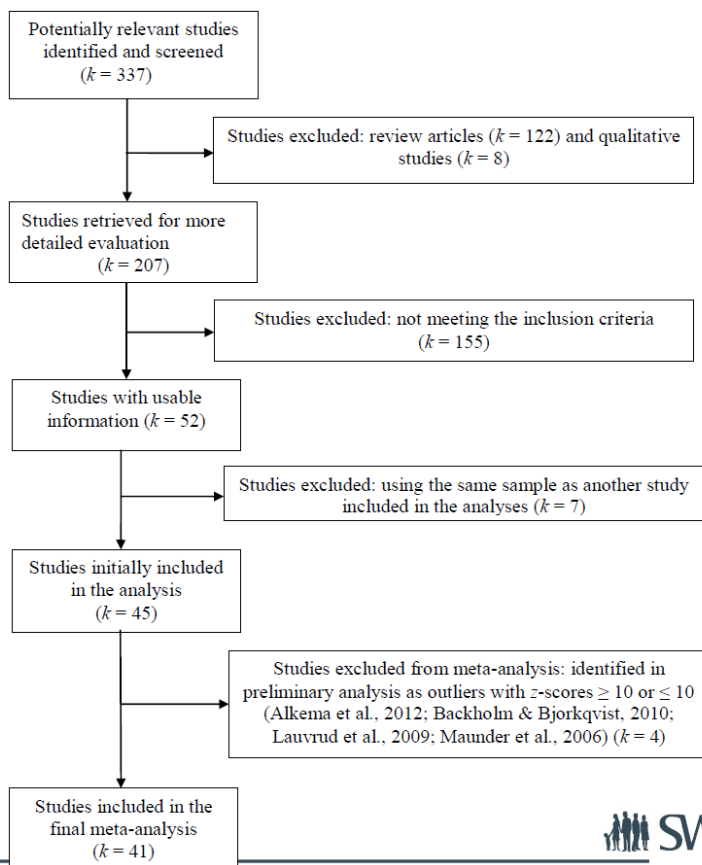 Potentially relevant studies
identified and screened
(k = 337)
Studies excluded: review articles (k = 122) and qualitative
studies (k = 8)
Studies retrieved for more
detailed evaluation
(k = 207)
Studies excluded: not meeting the inclusion criteria
(k = 155)
Studies with usable
information (k = 52)
Studies excluded: using the same sample as another study
included in the analyses (k = 7)
Studies initially included
in the analysis
(k = 45)
Studies excluded from meta-analysis: identified in
preliminary analysis as outliers with z-scores ≥ 10 or ≤ 10
(Alkema et al., 2012; Backholm & Bjorkqvist, 2010;
Lauvrud et al., 2009; Maunder et al., 2006) (k = 4)
Studies included in the
final meta-analysis
(k = 41)